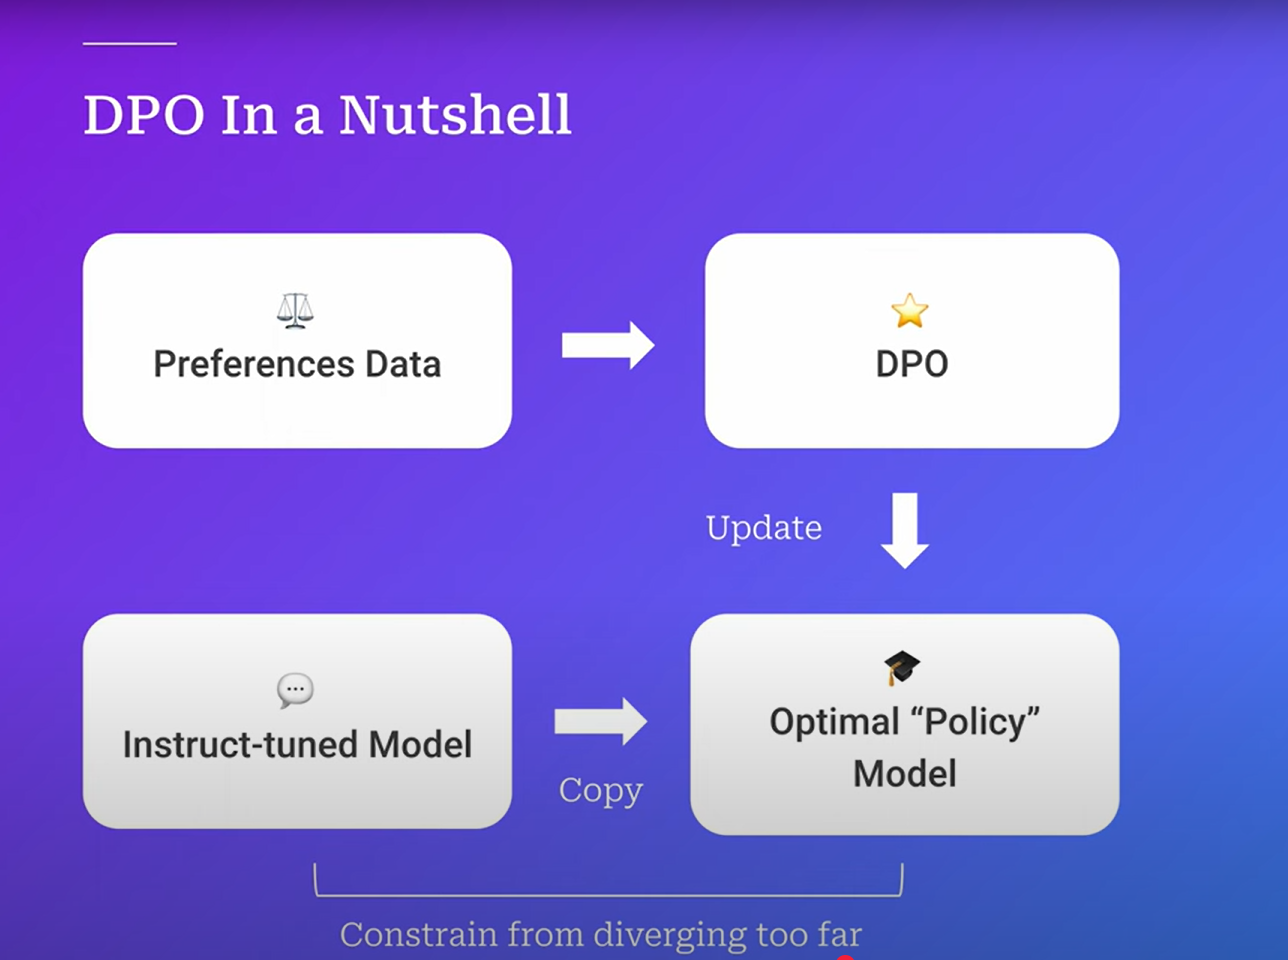 DPO In a Nutshell
Preferences Data
DPO
Update
Instruct-tuned Model
Copy
Optimal “Policy”
Model
Constrain from diverging too far